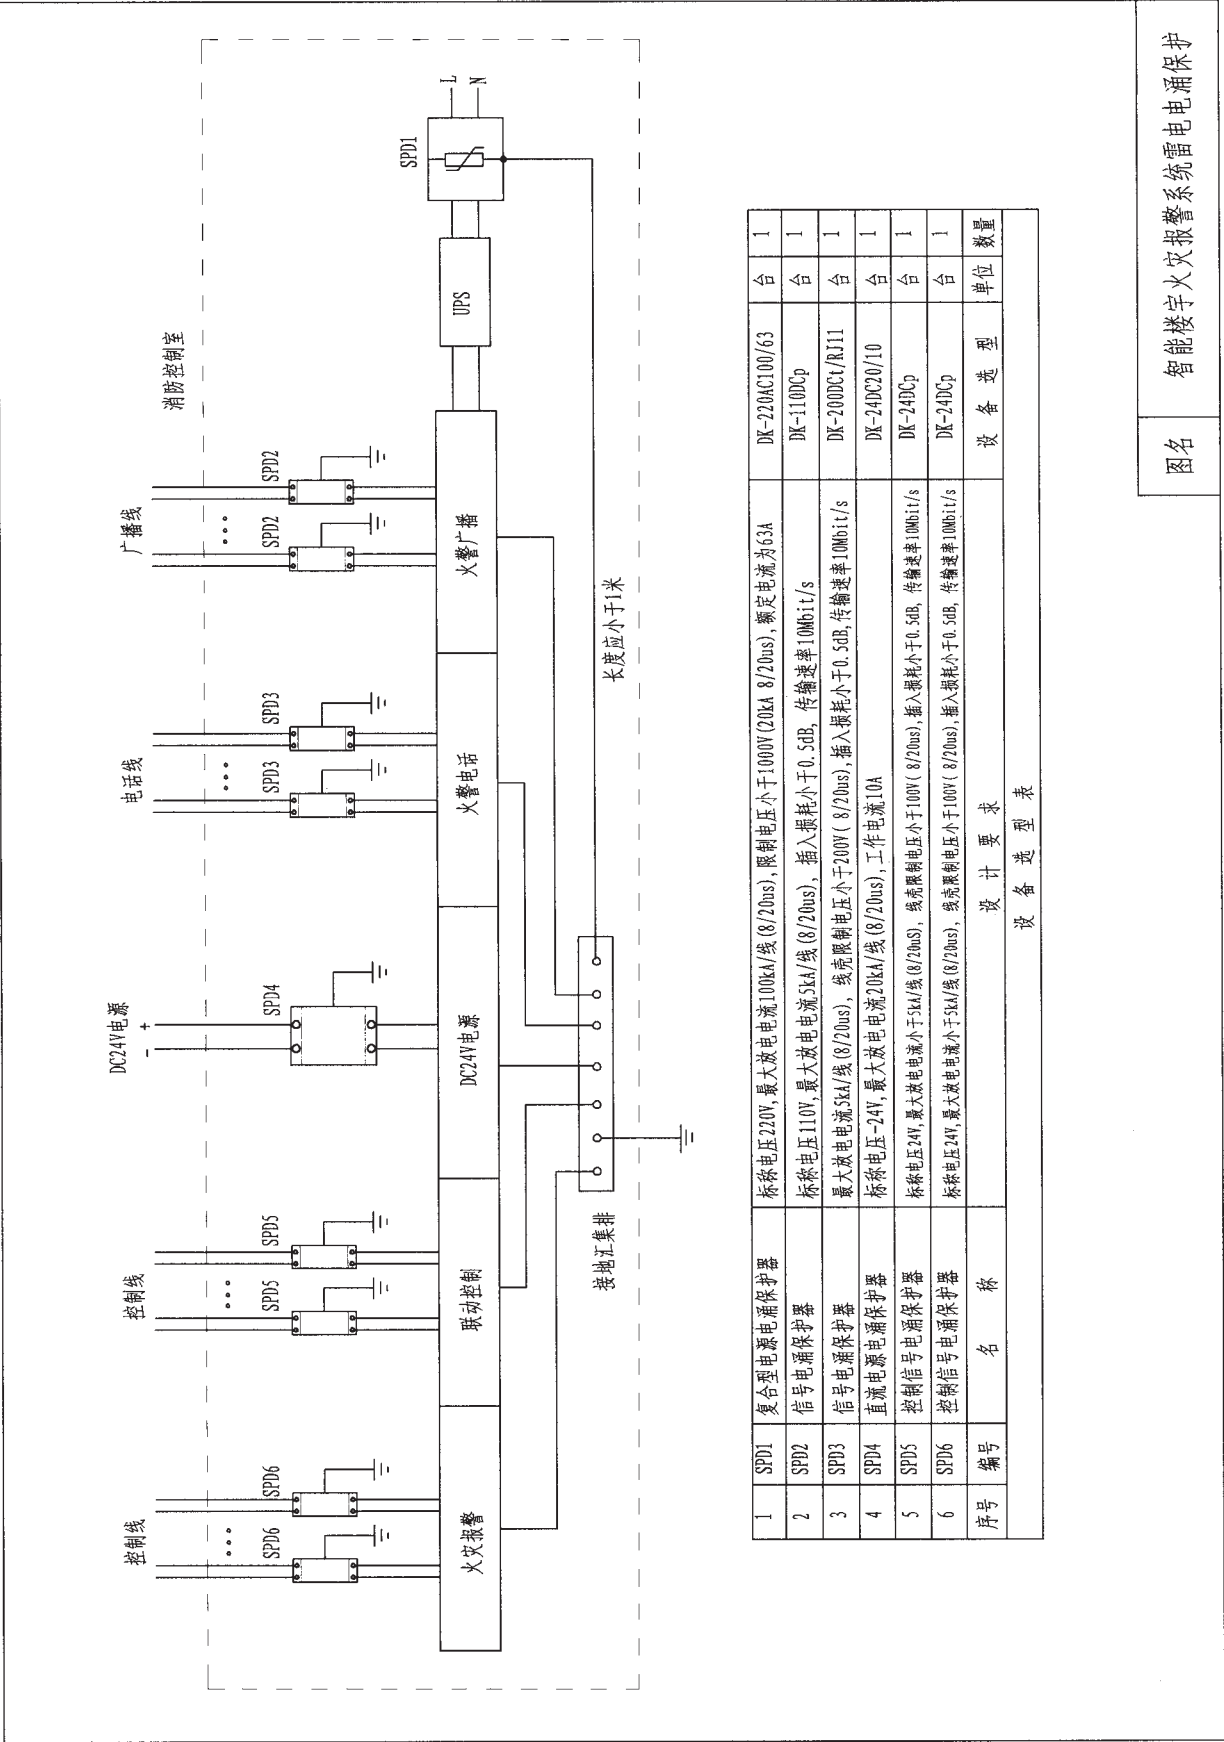 消防控制室
控制线
控制线
DC24V电源
- +
电话线
广播线
SPD6
SPD6
SPD5
SPD5
SPD4
SPD3
SPD3
SPD2
SPD2
SPD1
L
N
火灾报警
联动控制
DC24V电源
火警电话
火警广播
UPS
接地汇集排
长度应小于1米
1 SPD1 复合型电源电涌保护器 标称电压220V,最大放电电流100kA/线(8/20us),限制电压小于1000V(20kA 8/20us),额定电流为63A DK-220AC100/63 台 1
2 SPD2 信号电涌保护器 标称电压110V,最大放电电流5kA/线(8/20us), 插入损耗小于0.5dB, 传输速率10Mbit/s DK-110DCp 台 1
3 SPD3 信号电涌保护器 最大放电电流5kA/线(8/20us), 线壳限制电压小于200V( 8/20us),插入损耗小于0.5dB,传输速率10Mbit/s DK-200DCt/RJ11 台 1
4 SPD4 直流电源电涌保护器 标称电压-24V,最大放电电流20kA/线(8/20us),工作电流10A DK-24DC20/10 台 1
5 SPD5 控制信号电涌保护器 标称电压24V,最大放电电流小于5kA/线(8/20uS), 线壳限制电压小于100V( 8/20us),插入损耗小于0.5dB, 传输速率10Mbit/s DK-24DCp 台 1
6 SPD6 控制信号电涌保护器 标称电压24V,最大放电电流小于5kA/线(8/20us), 线壳限制电压小于100V( 8/20us),插入损耗小于0.5dB, 传输速率10Mbit/s DK-24DCp 台 1
序号 编号 名 称 设 计 要 求 设 备 选 型 单位 数量
设 备 选 型 表
图名 智能楼宇火灾报警系统雷电电涌保护